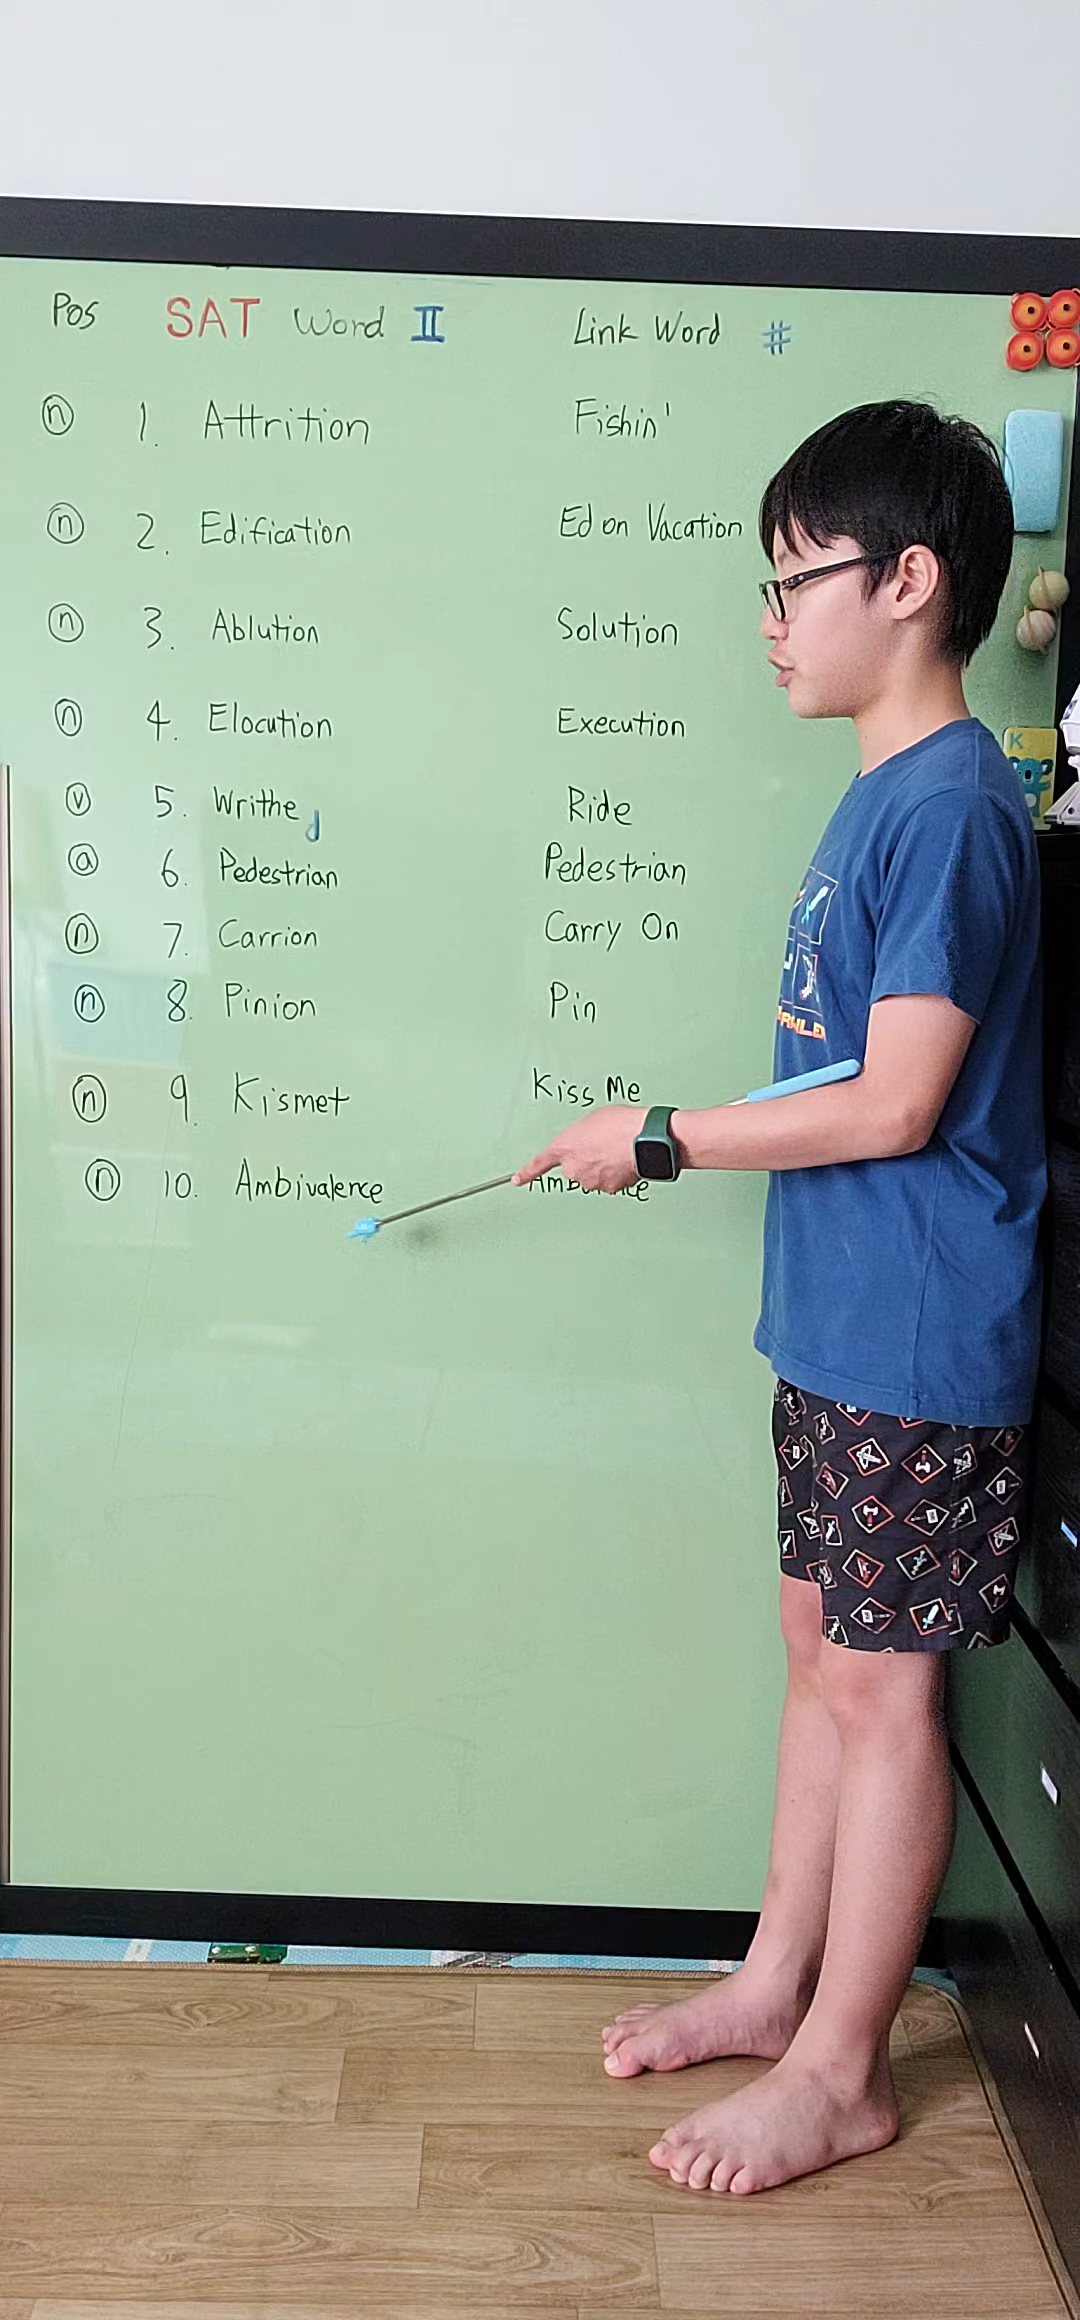 Pos SAT Word II Link Word #
n 1. Attrition Fishin'
n 2. Edification Ed on Vacation
n 3. Ablution Solution
n 4. Elocution Execution
v 5. Writhe d Ride
a 6. Pedestrian Pedestrian
n 7. Carrion Carry On
n 8. Pinion Pin
n 9. Kismet Kiss Me
n 10. Ambivalence
K